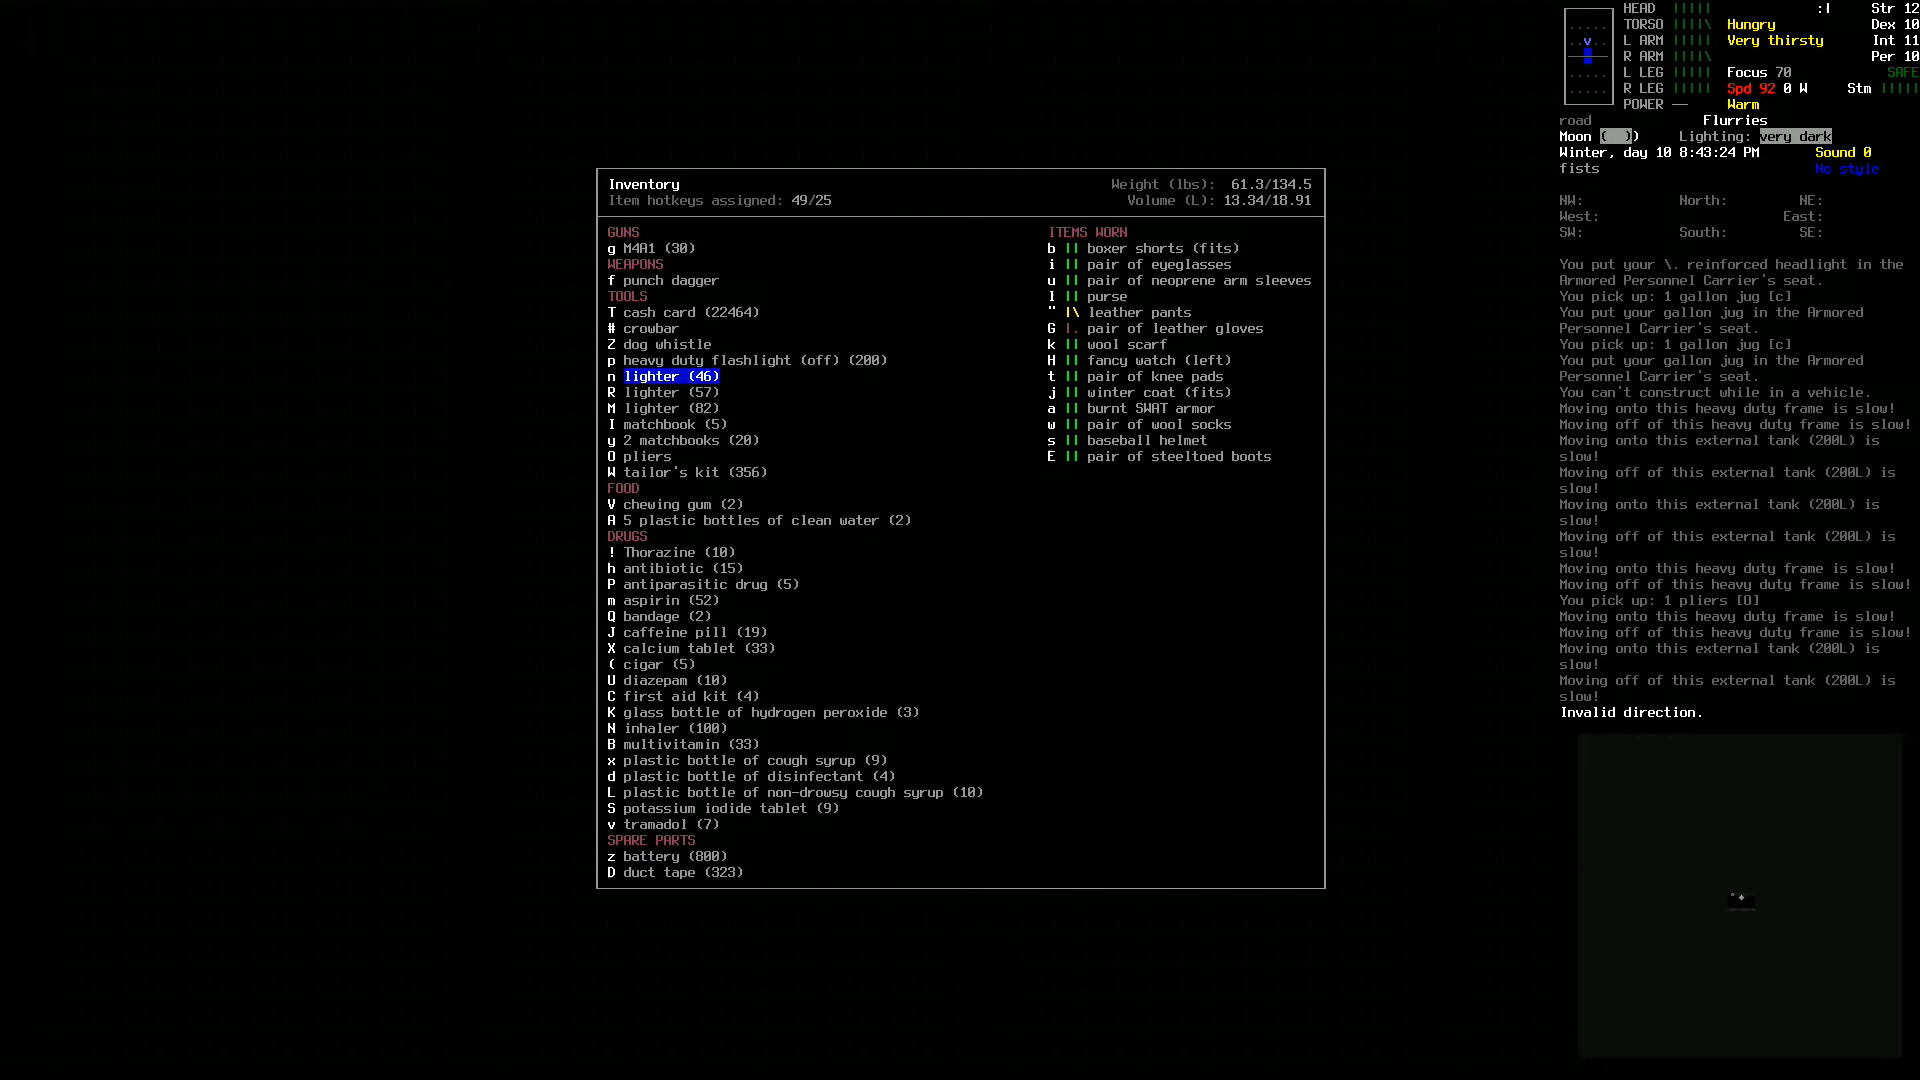 Inventory
Item hotkeys assigned: 49/25
Weight (lbs): 61.3/134.5
Volume (L): 13.34/18.91
GUNS
g M4A1 (30)
WEAPONS
f punch dagger
TOOLS
T cash card (22464)
# crowbar
Z dog whistle
p heavy duty flashlight (off) (200)
n lighter (46)
R lighter (57)
M lighter (82)
I matchbook (5)
y 2 matchbooks (20)
O pliers
W tailor's kit (356)
FOOD
V chewing gum (2)
A 5 plastic bottles of clean water (2)
DRUGS
! Thorazine (10)
h antibiotic (15)
P antiparasitic drug (5)
m aspirin (52)
Q bandage (2)
J caffeine pill (19)
X calcium tablet (33)
( cigar (5)
U diazepam (10)
C first aid kit (4)
K glass bottle of hydrogen peroxide (3)
N inhaler (100)
B multivitamin (33)
x plastic bottle of cough syrup (9)
d plastic bottle of disinfectant (4)
L plastic bottle of non-drowsy cough syrup (10)
S potassium iodide tablet (9)
v tramadol (7)
SPARE PARTS
z battery (800)
D duct tape (323)
ITEMS WORN
b || boxer shorts (fits)
i || pair of eyeglasses
u || pair of neoprene arm sleeves
l || purse
" |\ leather pants
G |. pair of leather gloves
k || wool scarf
H || fancy watch (left)
t || pair of knee pads
j || winter coat (fits)
a || burnt SWAT armor
w || pair of wool socks
s || baseball helmet
E || pair of steeltoed boots
HEAD ||||| :| Str 12
TORSO ||||\ Hungry Dex 10
L ARM ||||| Very thirsty Int 11
R ARM ||||\ Per 10
L LEG ||||| Focus 70 SAFE
R LEG ||||| Spd 92 0 W Stm |||||
POWER -- Warm
road Flurries
Moon (  )) Lighting: very dark
Winter, day 10 8:43:24 PM Sound 0
fists No style
NW: North: NE:
West: East:
SW: South: SE:
You put your \. reinforced headlight in the
Armored Personnel Carrier's seat.
You pick up: 1 gallon jug [c]
You put your gallon jug in the Armored
Personnel Carrier's seat.
You pick up: 1 gallon jug [c]
You put your gallon jug in the Armored
Personnel Carrier's seat.
You can't construct while in a vehicle.
Moving onto this heavy duty frame is slow!
Moving off of this heavy duty frame is slow!
Moving onto this external tank (200L) is
slow!
Moving off of this external tank (200L) is
slow!
Moving onto this external tank (200L) is
slow!
Moving off of this external tank (200L) is
slow!
Moving onto this heavy duty frame is slow!
Moving off of this heavy duty frame is slow!
You pick up: 1 pliers [O]
Moving onto this heavy duty frame is slow!
Moving off of this heavy duty frame is slow!
Moving onto this external tank (200L) is
slow!
Moving off of this external tank (200L) is
slow!
Invalid direction.